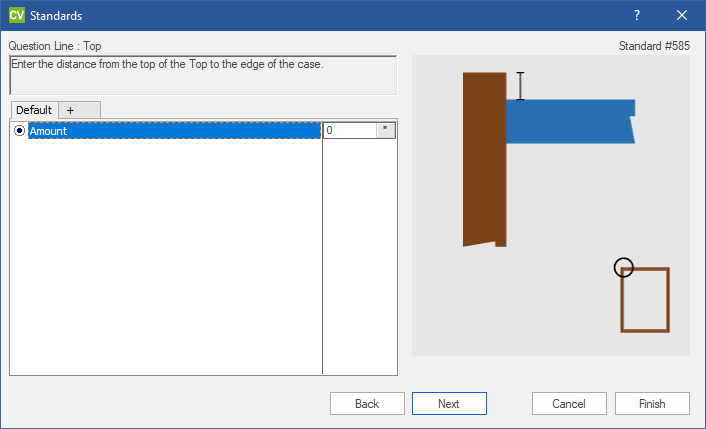 CV Standards ?
Question Line : Top
Standard #585
Enter the distance from the top of the Top to the edge of the case.
Default +
Amount 0 "
Back Next Cancel Finish